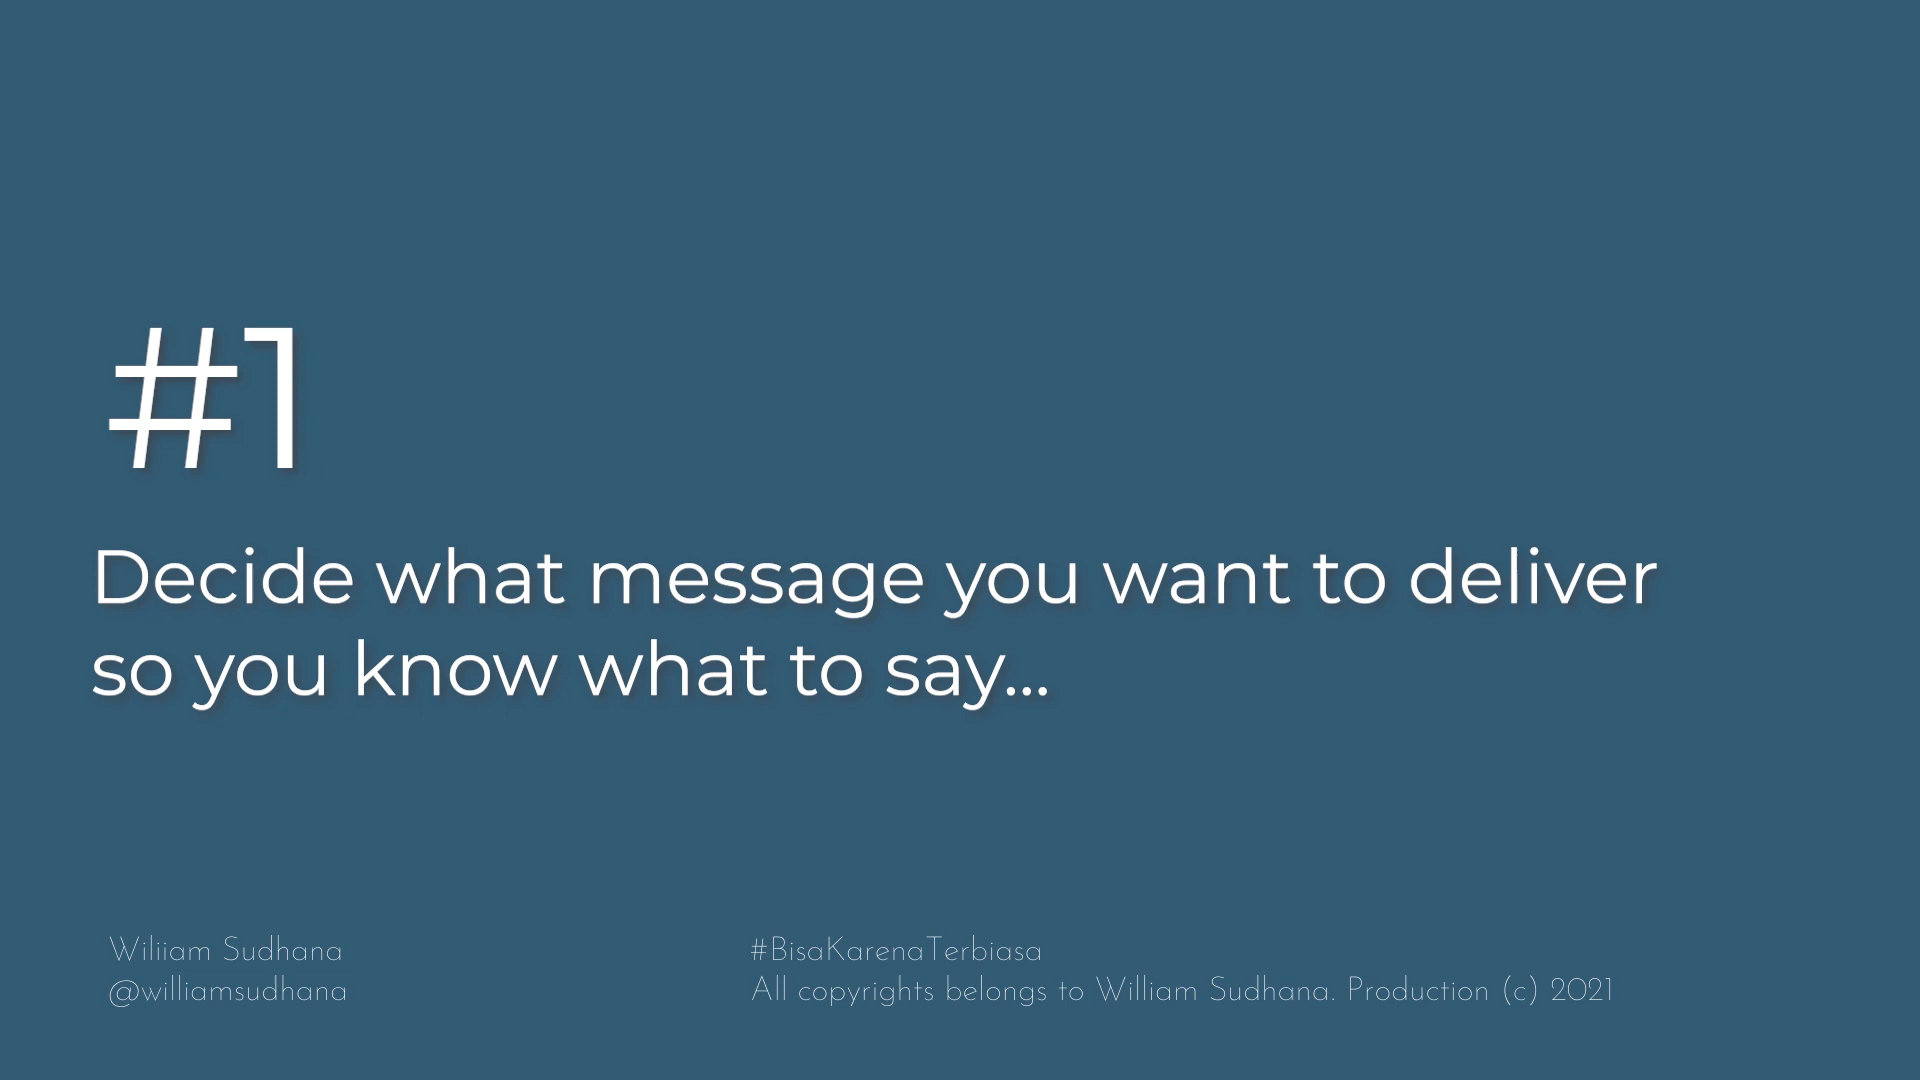 #1
Decide what message you want to deliver
so you know what to say...
Wiliiam Sudhana
@williamsudhana
#BisaKarenaTerbiasa
All copyrights belongs to William Sudhana. Production (c) 2021